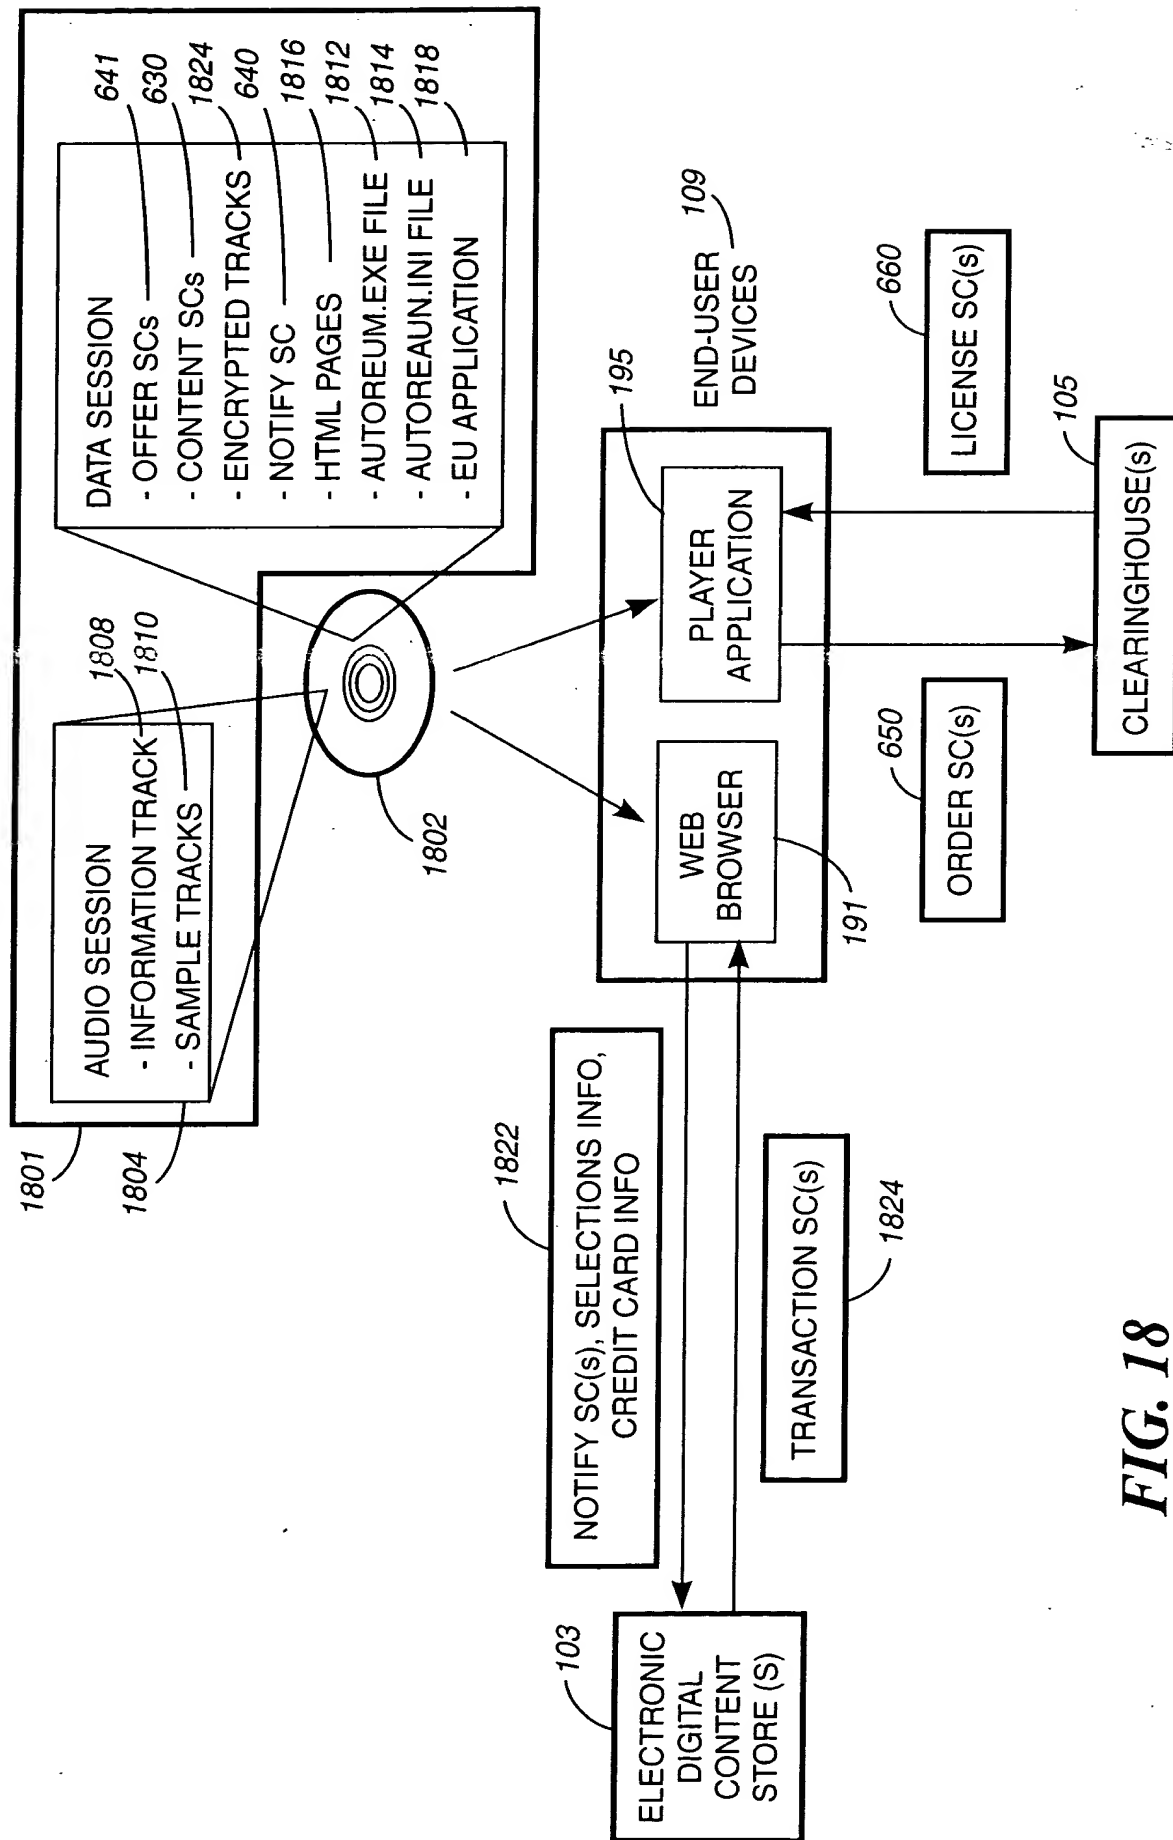 1801
1804
AUDIO SESSION
- INFORMATION TRACK
- SAMPLE TRACKS
1808
1810
DATA SESSION
- OFFER SCs
- CONTENT SCs
- ENCRYPTED TRACKS
- NOTIFY SC
- HTML PAGES
- AUTOREUM.EXE FILE
- AUTOREAUN.INI FILE
- EU APPLICATION
641
630
1824
640
1816
1812
1814
1818
1802
1822
NOTIFY SC(s), SELECTIONS INFO,
CREDIT CARD INFO
103
ELECTRONIC
DIGITAL
CONTENT
STORE (S)
TRANSACTION SC(s)
1824
WEB
BROWSER
191
195
PLAYER
APPLICATION
END-USER
DEVICES
109
650
ORDER SC(s)
660
LICENSE SC(s)
105
CLEARINGHOUSE(s)
FIG. 18